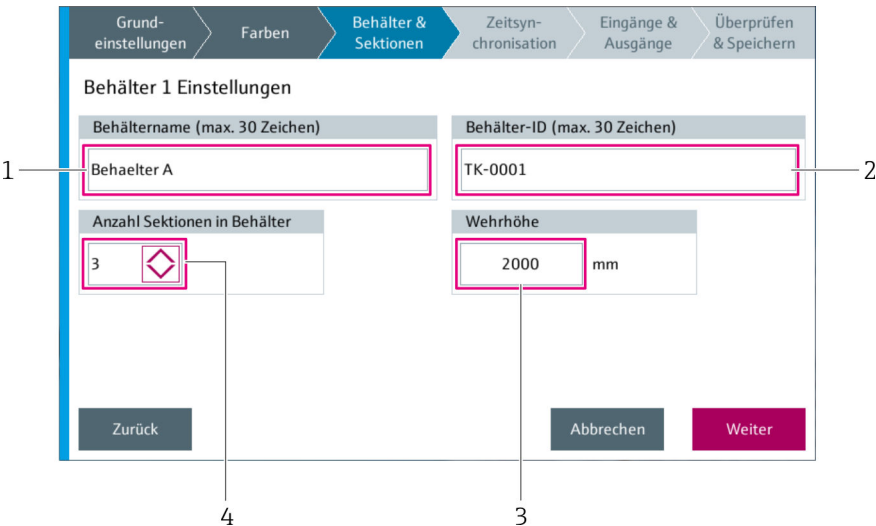 Grund-
einstellungen
Farben
Behälter &
Sektionen
Zeitsyn-
chronisation
Eingänge &
Ausgänge
Überprüfen
& Speichern
Behälter 1 Einstellungen
Behältername (max. 30 Zeichen)
Behälter-ID (max. 30 Zeichen)
1
Behaelter A
TK-0001
2
Anzahl Sektionen in Behälter
Wehrhöhe
3
2000
mm
Zurück
Abbrechen
Weiter
4
3